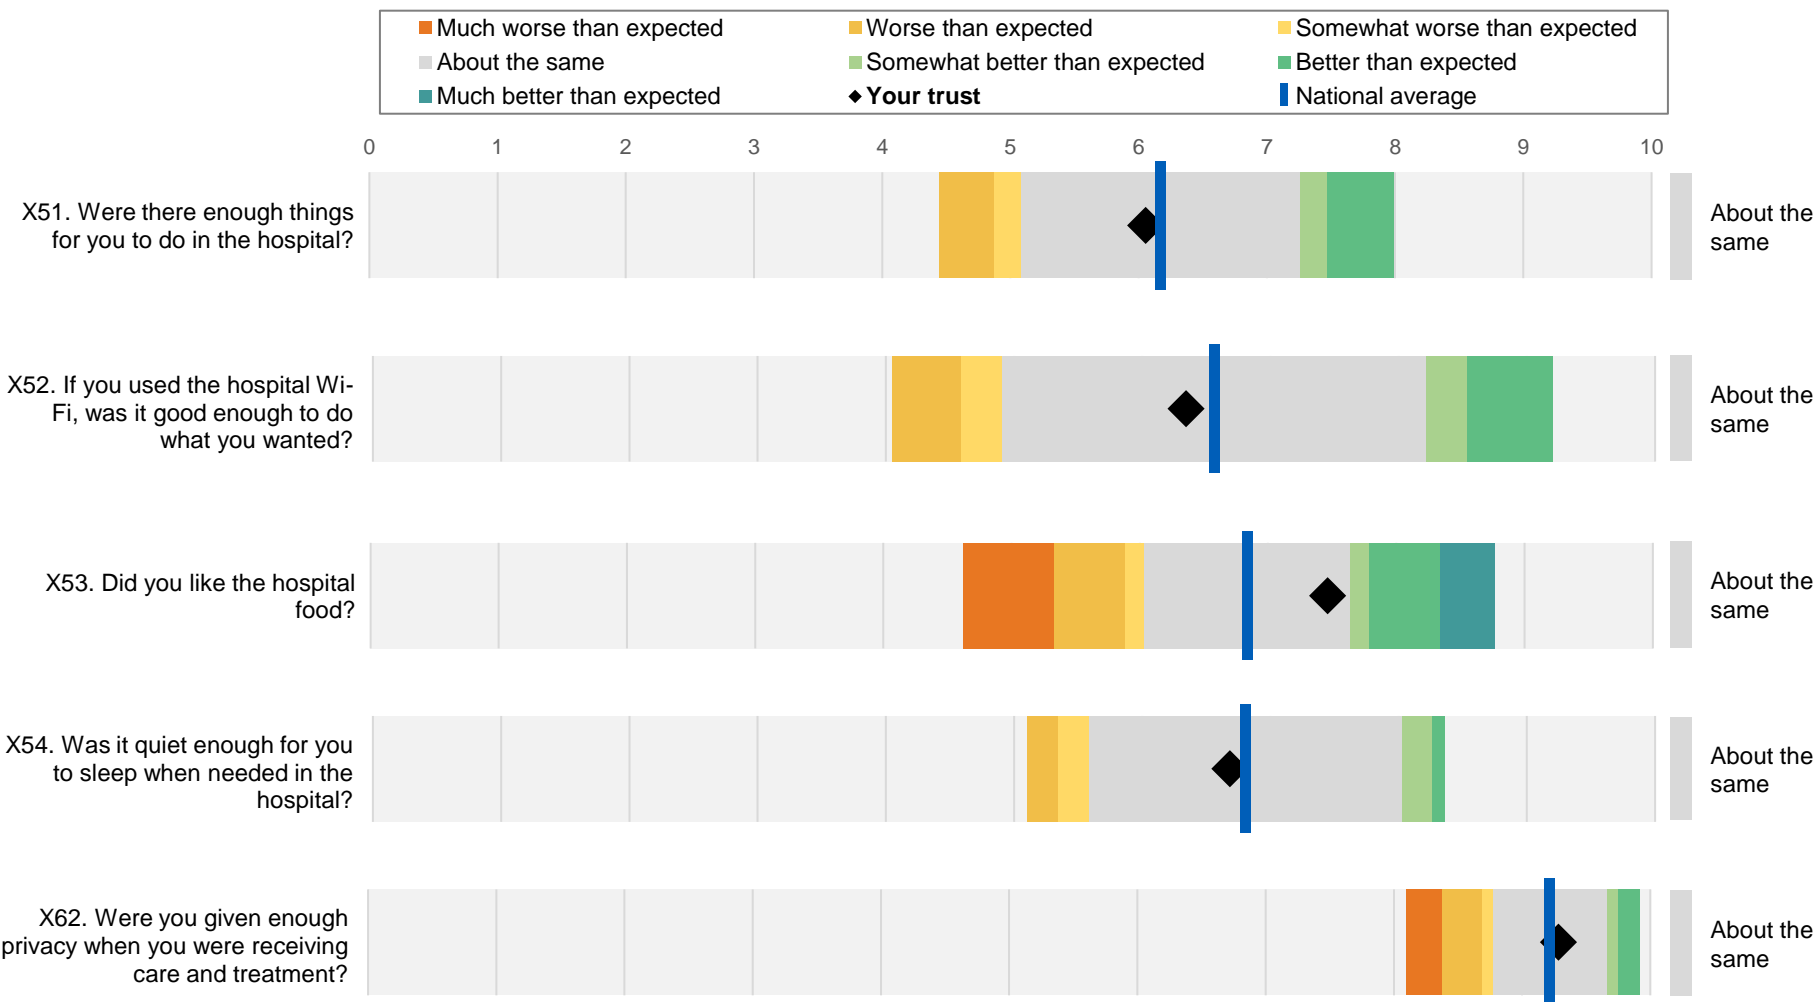 Much worse than expected
Worse than expected
Somewhat worse than expected
About the same
Somewhat better than expected
Better than expected
Much better than expected
Your trust
National average
0 1 2 3 4 5 6 7 8 9 10
X51. Were there enough things
for you to do in the hospital?
About the
same
X52. If you used the hospital Wi-
Fi, was it good enough to do
what you wanted?
About the
same
X53. Did you like the hospital
food?
About the
same
X54. Was it quiet enough for you
to sleep when needed in the
hospital?
About the
same
X62. Were you given enough
privacy when you were receiving
care and treatment?
About the
same